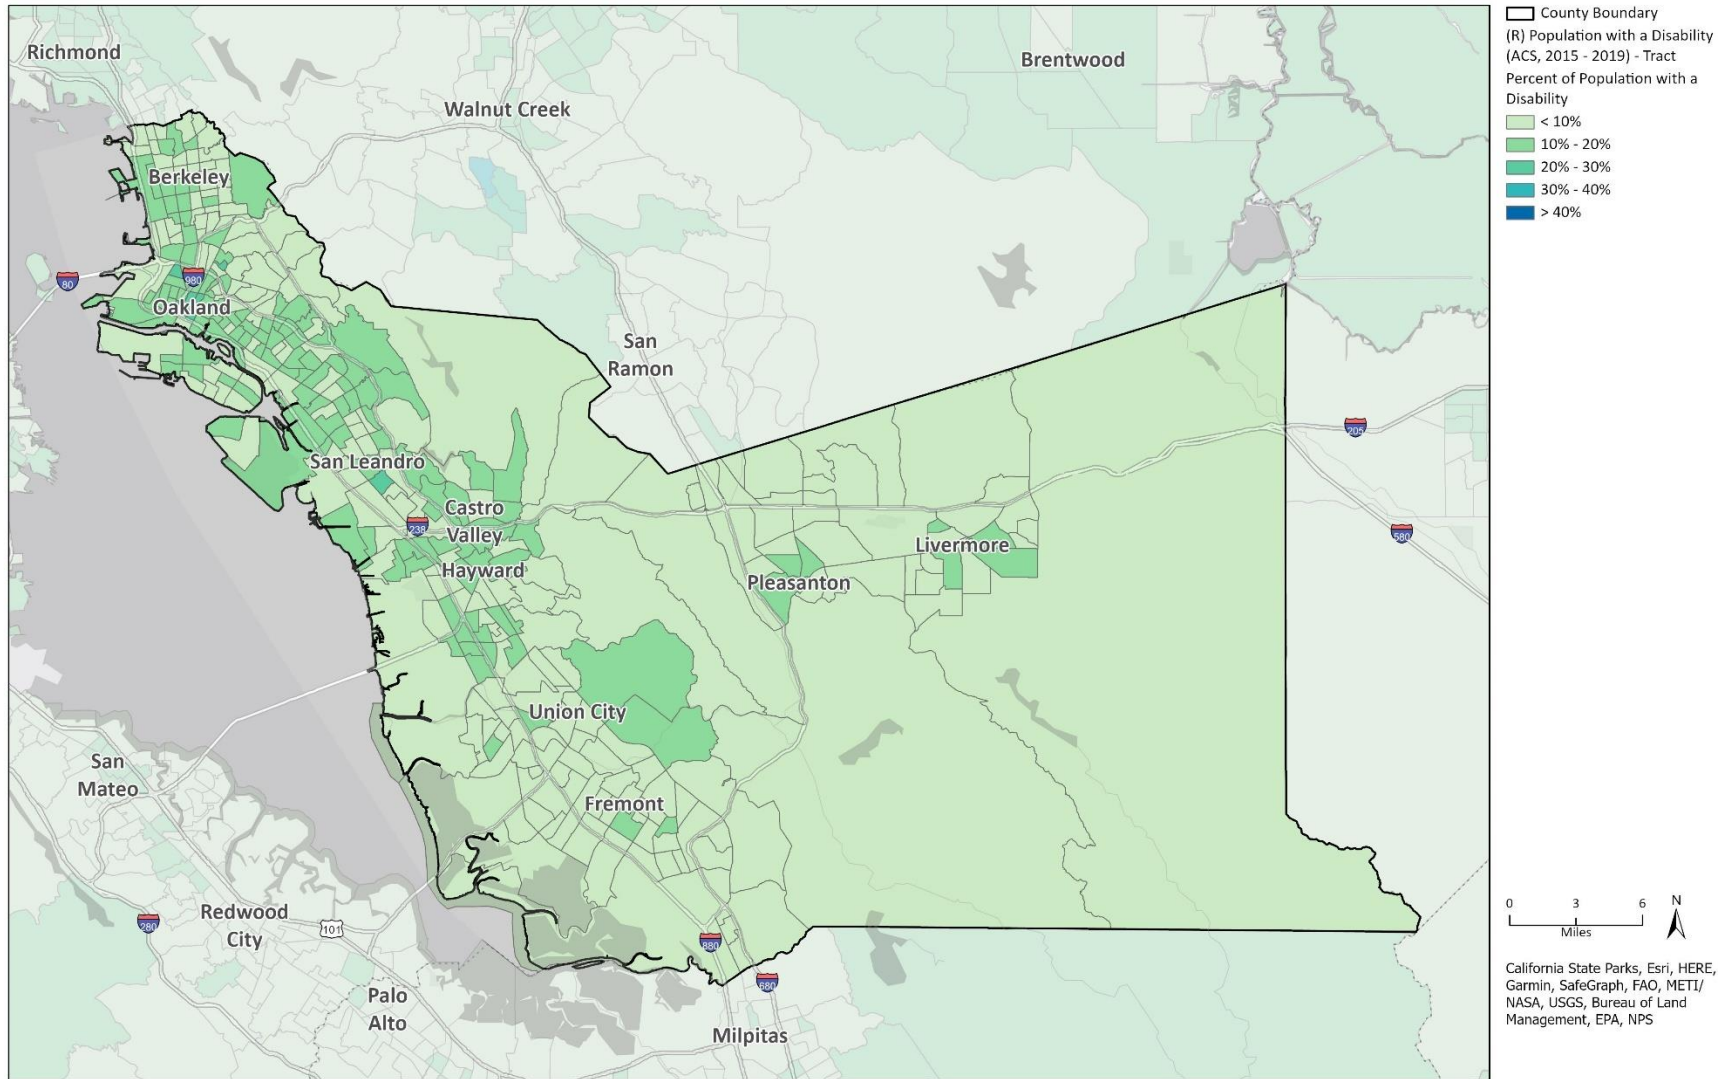 Richmond
Brentwood
Walnut Creek
Berkeley
80
980
Oakland
San
Ramon
205
San Leandro
Castro
Valley
238
580
Livermore
Hayward
Pleasanton
Union City
San
Mateo
Fremont
Redwood
City
280
101
880
680
Palo
Alto
Milpitas
County Boundary
(R) Population with a Disability
(ACS, 2015 - 2019) - Tract
Percent of Population with a
Disability
< 10%
10% - 20%
20% - 30%
30% - 40%
> 40%
0 3 6
Miles
N
California State Parks, Esri, HERE,
Garmin, SafeGraph, FAO, METI/
NASA, USGS, Bureau of Land
Management, EPA, NPS